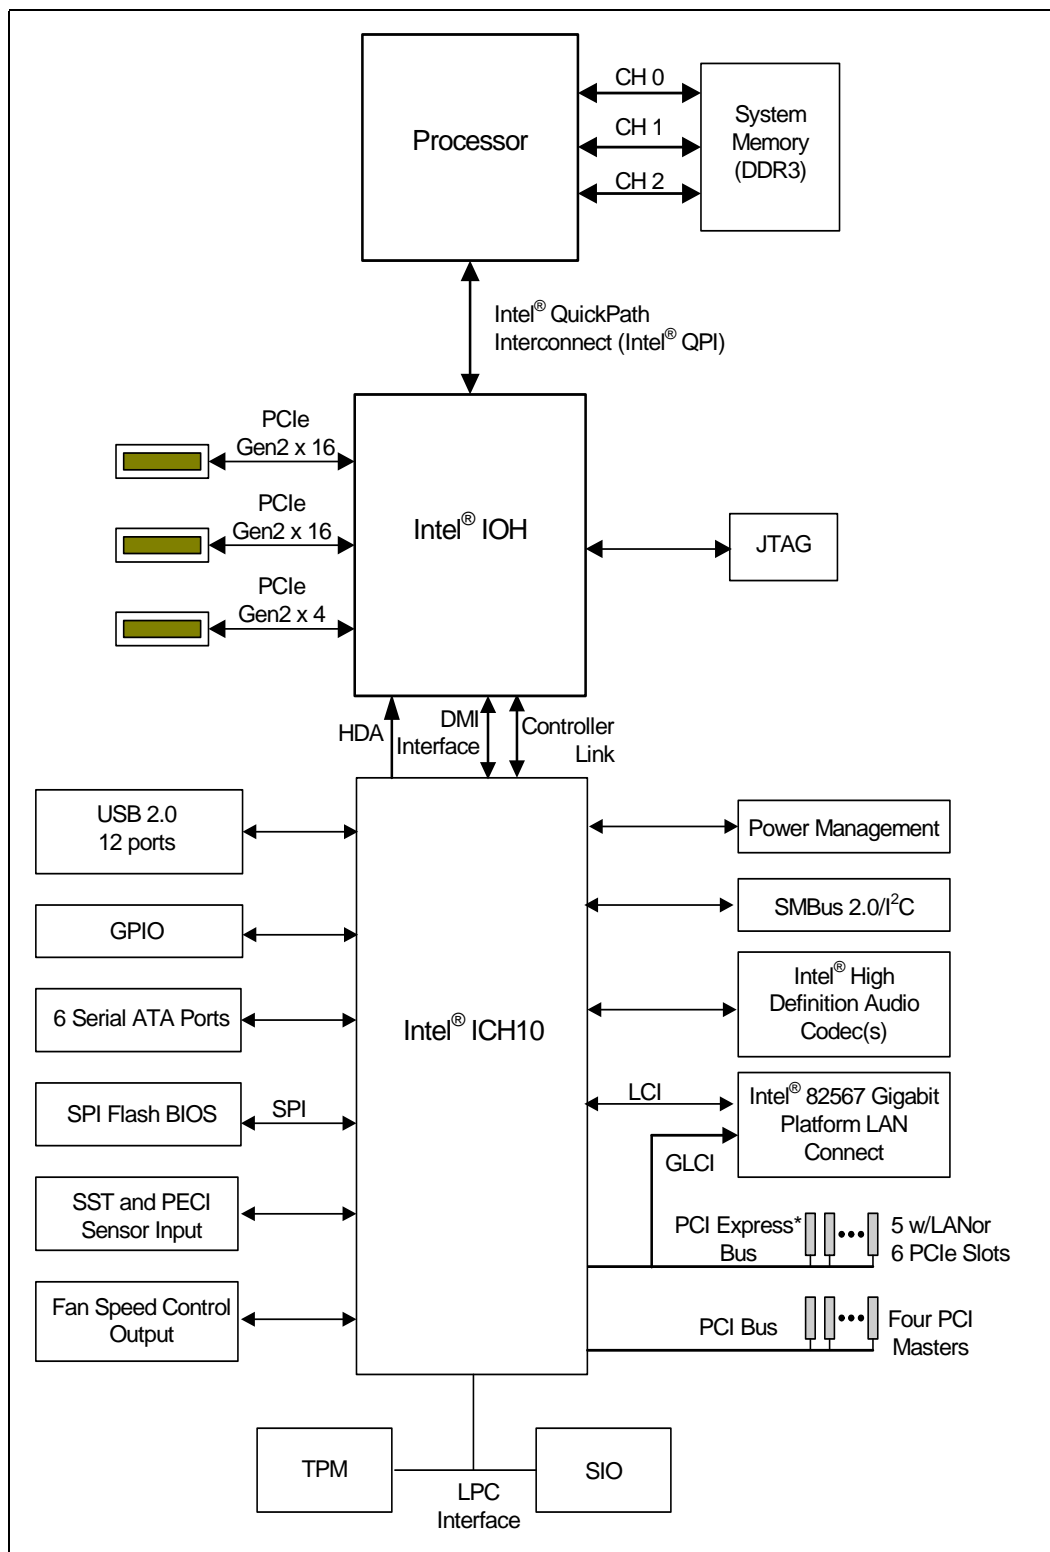 Processor
CH 0
CH 1
CH 2
System
Memory
(DDR3)
Intel® QuickPath
Interconnect (Intel® QPI)
PCIe
Gen2 x 16
PCIe
Gen2 x 16
PCIe
Gen2 x 4
Intel® IOH
JTAG
HDA
DMI
Interface
Controller
Link
USB 2.0
12 ports
GPIO
6 Serial ATA Ports
SPI Flash BIOS
SPI
SST and PECI
Sensor Input
Fan Speed Control
Output
Intel® ICH10
Power Management
SMBus 2.0/I²C
Intel® High
Definition Audio
Codec(s)
LCI
Intel® 82567 Gigabit
Platform LAN
Connect
GLCI
PCI Express*
Bus
5 w/LANor
6 PCIe Slots
PCI Bus
Four PCI
Masters
TPM
SIO
LPC
Interface